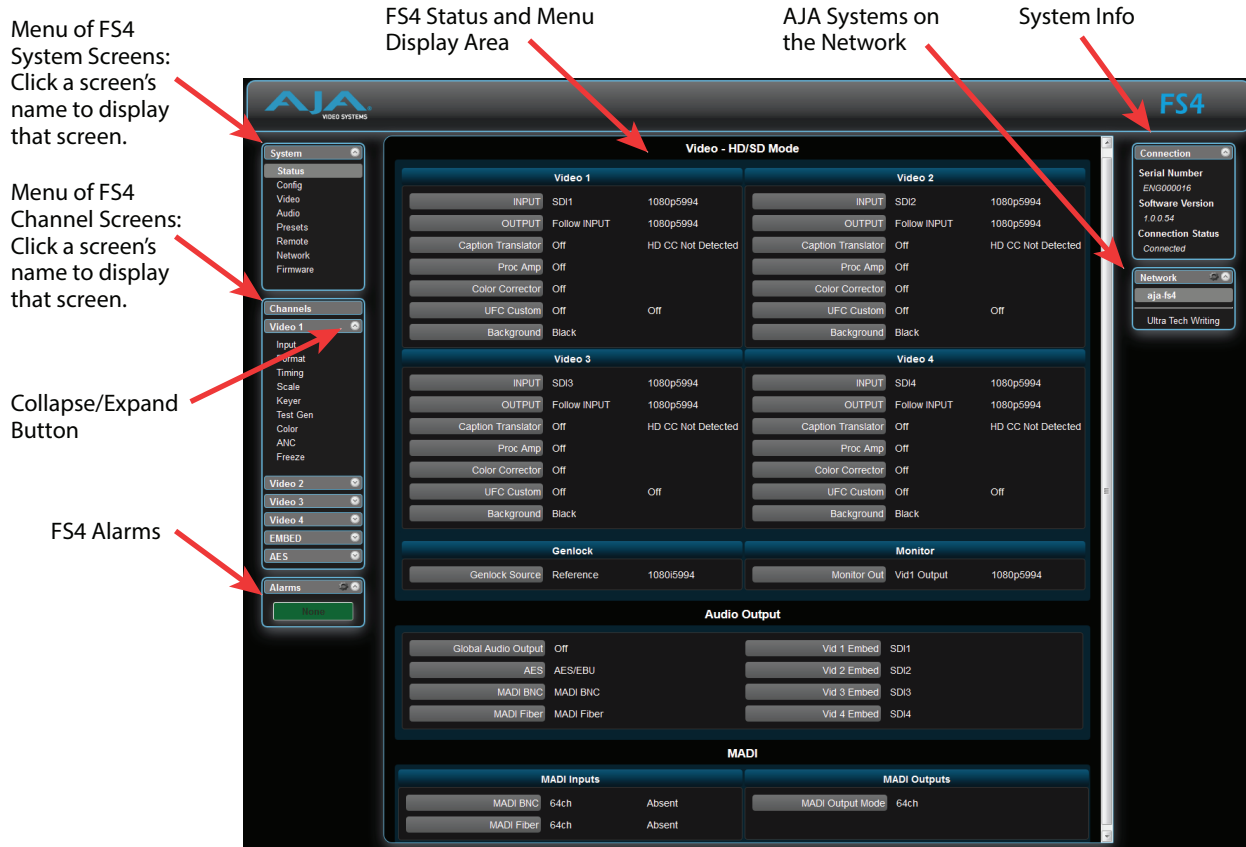 Menu of FS4
System Screens:
Click a screen's
name to display
that screen.
FS4 Status and Menu
Display Area
AJA Systems on
the Network
System Info
Menu of FS4
Channel Screens:
Click a screen's
name to display
that screen.
Collapse/Expand
Button
FS4 Alarms
AJA
VIDEO SYSTEMS
FS4
System
Status
Config
Video
Audio
Presets
Remote
Network
Firmware
Channels
Video 1
Input
Format
Timing
Scale
Keyer
Test Gen
Color
ANC
Freeze
Video 2
Video 3
Video 4
EMBED
AES
Alarms
None
Video - HD/SD Mode
Video 1
INPUT SDI1 1080p5994
OUTPUT Follow INPUT 1080p5994
Caption Translator Off HD CC Not Detected
Proc Amp Off
Color Corrector Off
UFC Custom Off Off
Background Black
Video 2
INPUT SDI2 1080p5994
OUTPUT Follow INPUT 1080p5994
Caption Translator Off HD CC Not Detected
Proc Amp Off
Color Corrector Off
UFC Custom Off Off
Background Black
Video 3
INPUT SDI3 1080p5994
OUTPUT Follow INPUT 1080p5994
Caption Translator Off HD CC Not Detected
Proc Amp Off
Color Corrector Off
UFC Custom Off Off
Background Black
Video 4
INPUT SDI4 1080p5994
OUTPUT Follow INPUT 1080p5994
Caption Translator Off HD CC Not Detected
Proc Amp Off
Color Corrector Off
UFC Custom Off Off
Background Black
Genlock
Genlock Source Reference 1080i5994
Monitor
Monitor Out Vid1 Output 1080p5994
Audio Output
Global Audio Output Off
AES AES/EBU
MADI BNC MADI BNC
MADI Fiber MADI Fiber
Vid 1 Embed SDI1
Vid 2 Embed SDI2
Vid 3 Embed SDI3
Vid 4 Embed SDI4
MADI
MADI Inputs
MADI BNC 64ch Absent
MADI Fiber 64ch Absent
MADI Outputs
MADI Output Mode 64ch
Connection
Serial Number
ENG000016
Software Version
1.0.0.54
Connection Status
Connected
Network
aja-fs4
Ultra Tech Writing